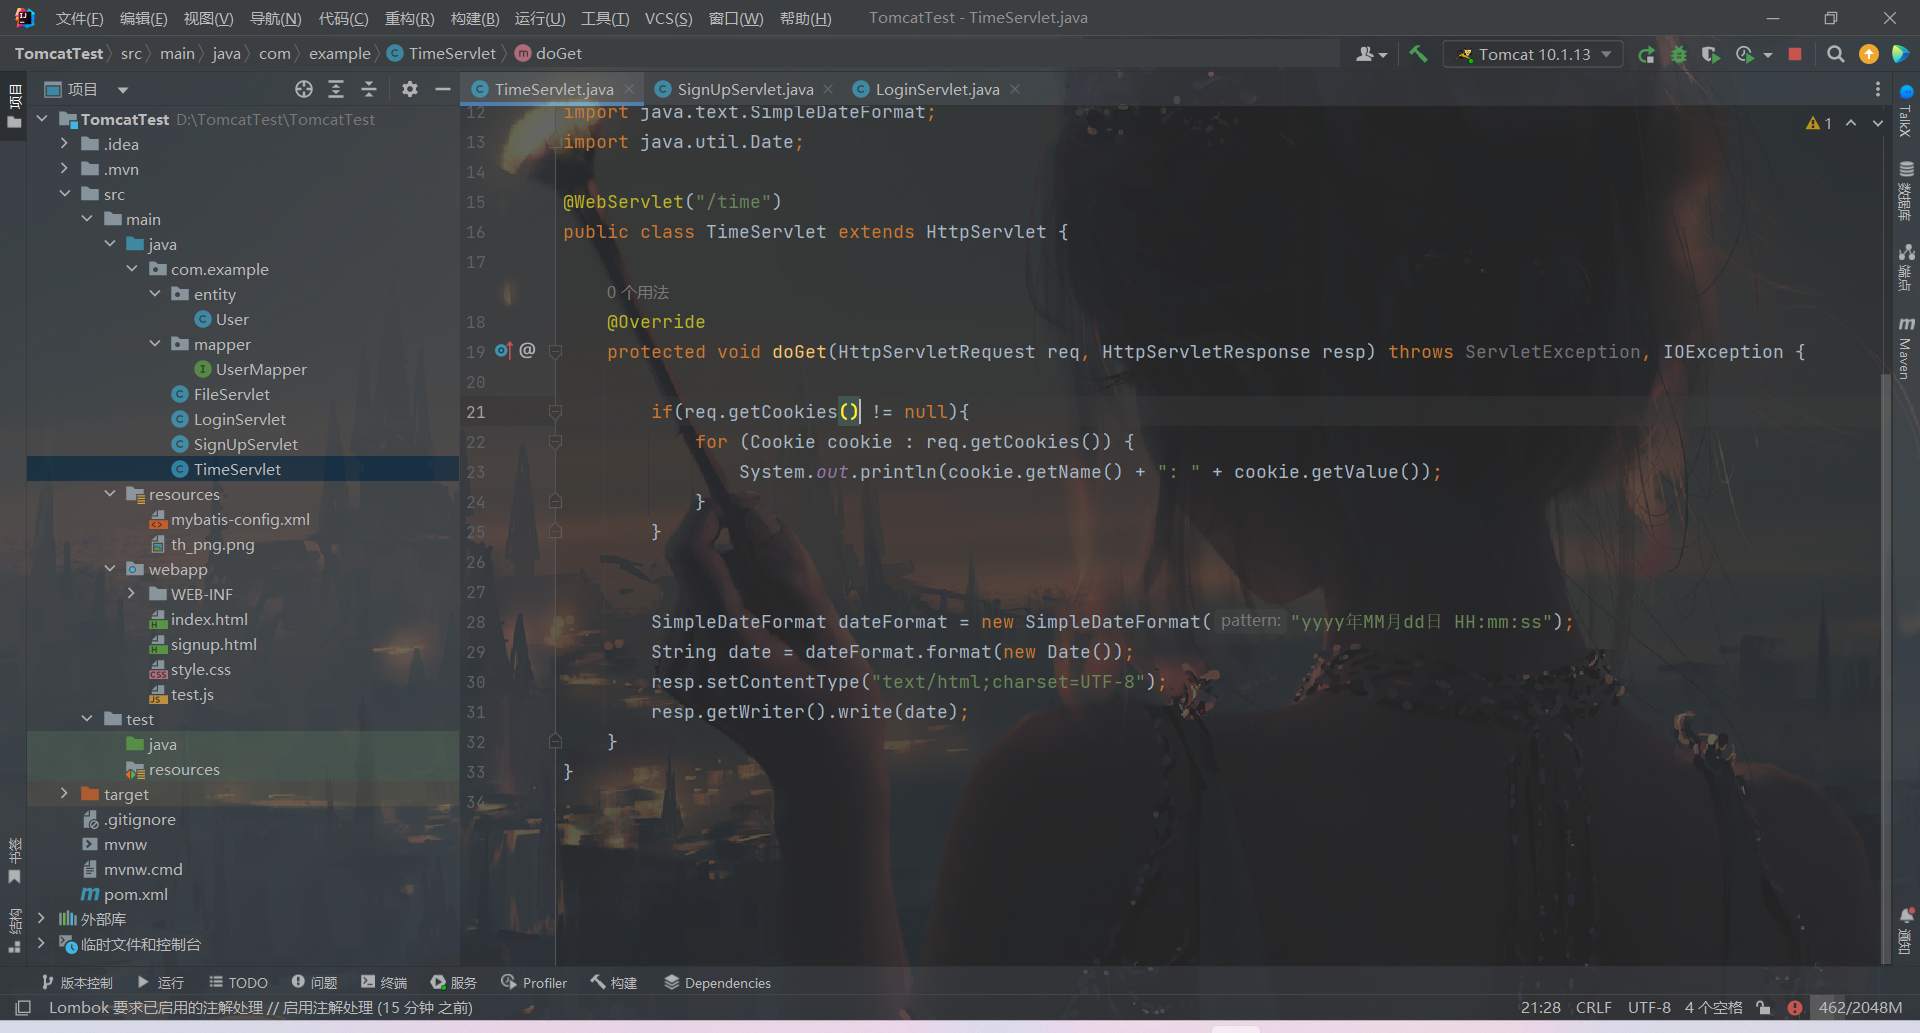 文件(F) 编辑(E) 视图(V) 导航(N) 代码(C) 重构(R) 构建(B) 运行(U) 工具(T) VCS(S) 窗口(W) 帮助(H) TomcatTest - TimeServlet.java
TomcatTest src main java com example TimeServlet doGet Tomcat 10.1.13
项目
TimeServlet.java SignUpServlet.java LoginServlet.java
项目
TomcatTest D:\TomcatTest\TomcatTest
.idea
.mvn
src
main
java
com.example
entity
User
mapper
UserMapper
FileServlet
LoginServlet
SignUpServlet
TimeServlet
resources
mybatis-config.xml
th_png.png
webapp
WEB-INF
index.html
signup.html
style.css
test.js
test
java
resources
target
.gitignore
mvnw
mvnw.cmd
pom.xml
外部库
临时文件和控制台
书签
结构
1
12 import java.text.SimpleDateFormat;
13 import java.util.Date;
14
15 @WebServlet("/time")
16 public class TimeServlet extends HttpServlet {
17
0 个用法
18 @Override
19 protected void doGet(HttpServletRequest req, HttpServletResponse resp) throws ServletException, IOException {
20
21 if(req.getCookies() != null){
22 for (Cookie cookie : req.getCookies()) {
23 System.out.println(cookie.getName() + ": " + cookie.getValue());
24 }
25 }
26
27
28 SimpleDateFormat dateFormat = new SimpleDateFormat( pattern: "yyyy年MM月dd日 HH:mm:ss");
29 String date = dateFormat.format(new Date());
30 resp.setContentType("text/html;charset=UTF-8");
31 resp.getWriter().write(date);
32 }
33 }
34
TalkX
数据库
端点
Maven
通知
版本控制 运行 TODO 问题 终端 服务 Profiler 构建 Dependencies
Lombok 要求已启用的注解处理 // 启用注解处理 (15 分钟 之前) 21:28 CRLF UTF-8 4 个空格 462/2048M